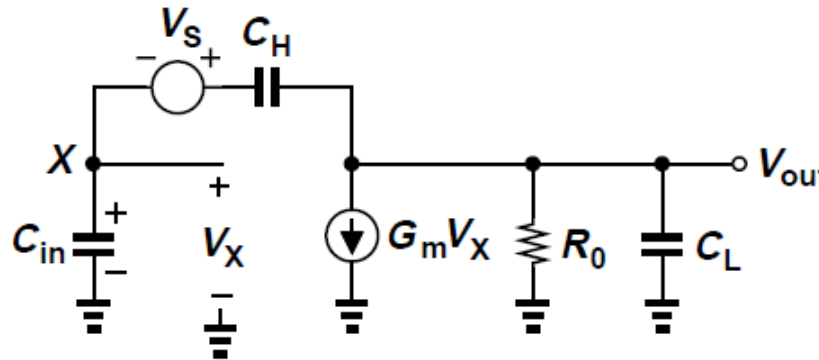 V_S
C_H
− +
X
+
V_out
C_in
+
−
V_X
−
G_mV_X
R_0
C_L